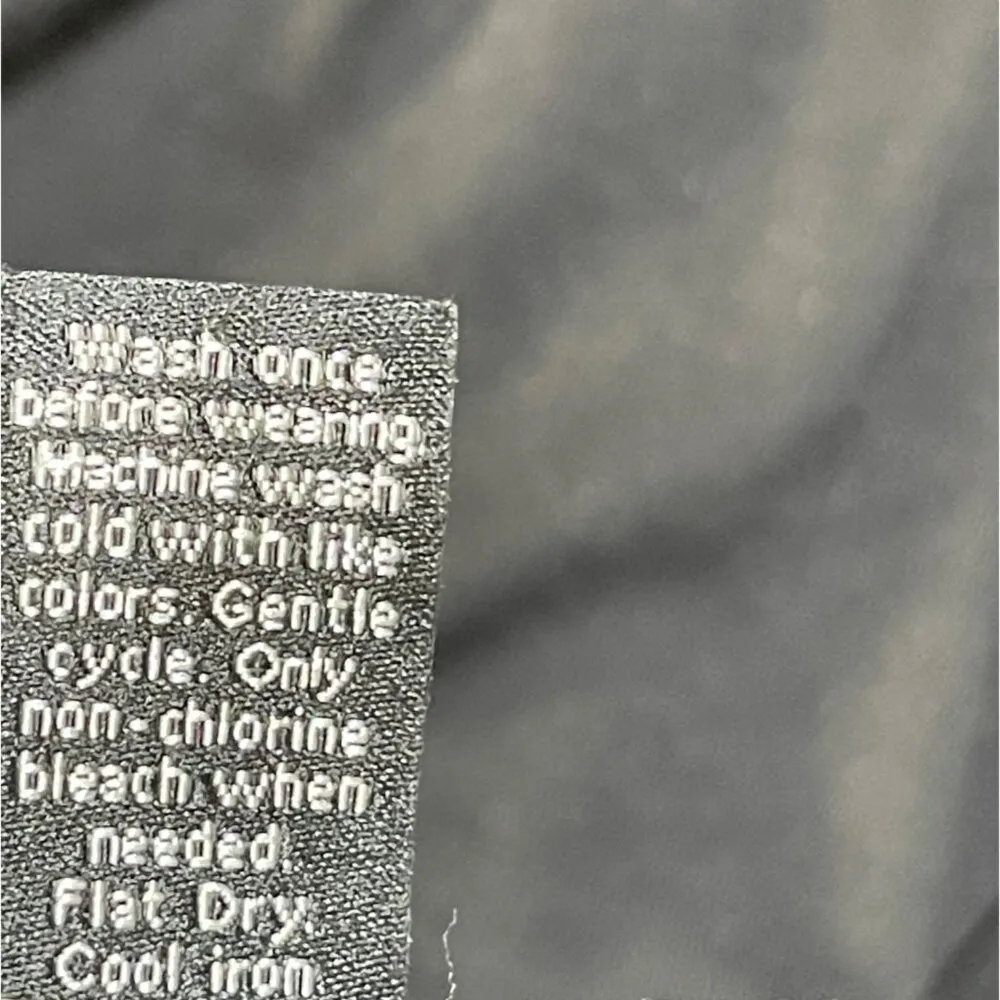 Wash once
before wearing.
Machine wash
cold with like
colors. Gentle
cycle. Only
non-chlorine
bleach when
needed.
Flat Dry.
Cool iron.